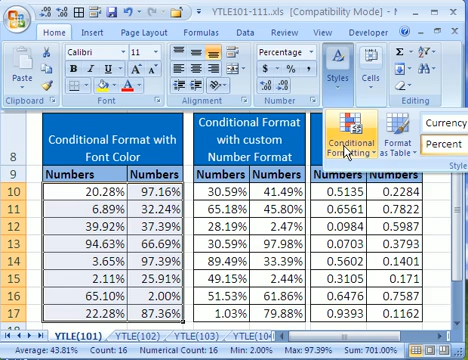 YTLE101-111...xls [Compatibility Mode] -
Home Insert Page Layout Formulas Data Review View Developer
Calibri 11 Percentage
Paste B I U A A $ % , Styles Cells Σ
Clipboard Font Alignment Number Editing
Conditional Formatting Format as Table Currency
Percent
Style
Conditional Format with Font Color
Conditional Format with custom Number Format
8
9 Numbers Numbers Numbers Numbers Numbers Numbers
10 20.28% 97.16% 30.59% 41.49% 0.5135 0.2284
11 6.89% 32.24% 65.18% 45.80% 0.6561 0.7822
12 39.92% 37.39% 28.19% 2.47% 0.0984 0.5987
13 94.63% 66.69% 30.59% 97.98% 0.0703 0.3793
14 3.65% 97.39% 89.49% 33.39% 0.5602 0.1401
15 2.11% 25.91% 49.15% 2.44% 0.3105 0.171
16 65.10% 2.00% 51.53% 61.86% 0.6476 0.7587
17 22.28% 87.36% 1.03% 79.88% 0.9393 0.1162
YTLE(101) YTLE(102) YTLE(103) YTLE(104
Average: 43.81% Count: 16 Numerical Count: 16 Min: 2.00% Max: 97.39% Sum: 701.00%